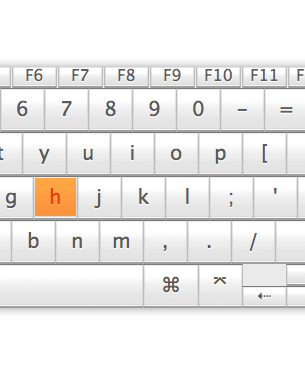 F6 F7 F8 F9 F10 F11 F
6 7 8 9 0 - =
t y u i o p [
g h j k l ; '
b n m , . /
⌘ ⌤
⇠